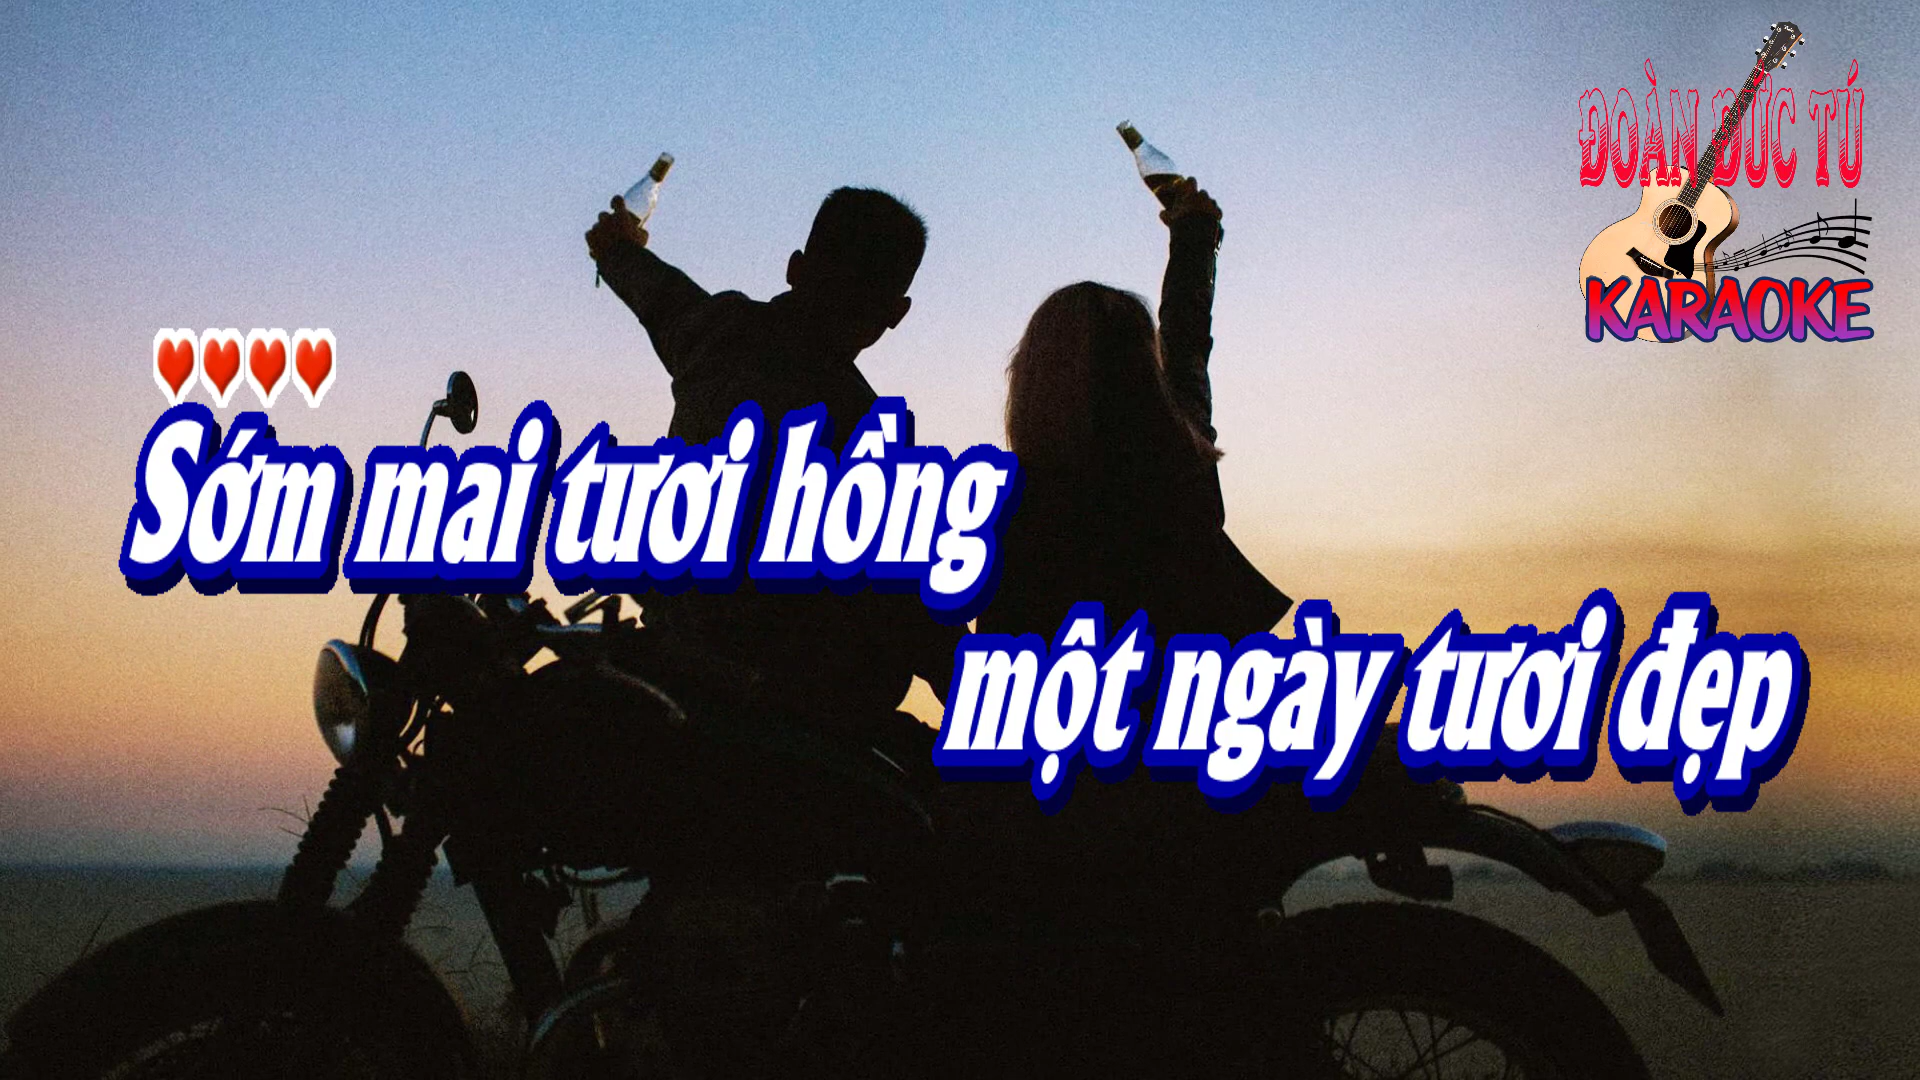 ĐOÀN ĐỨC TÚ
KARAOKE
Sớm mai tươi hồng
một ngày tươi đẹp